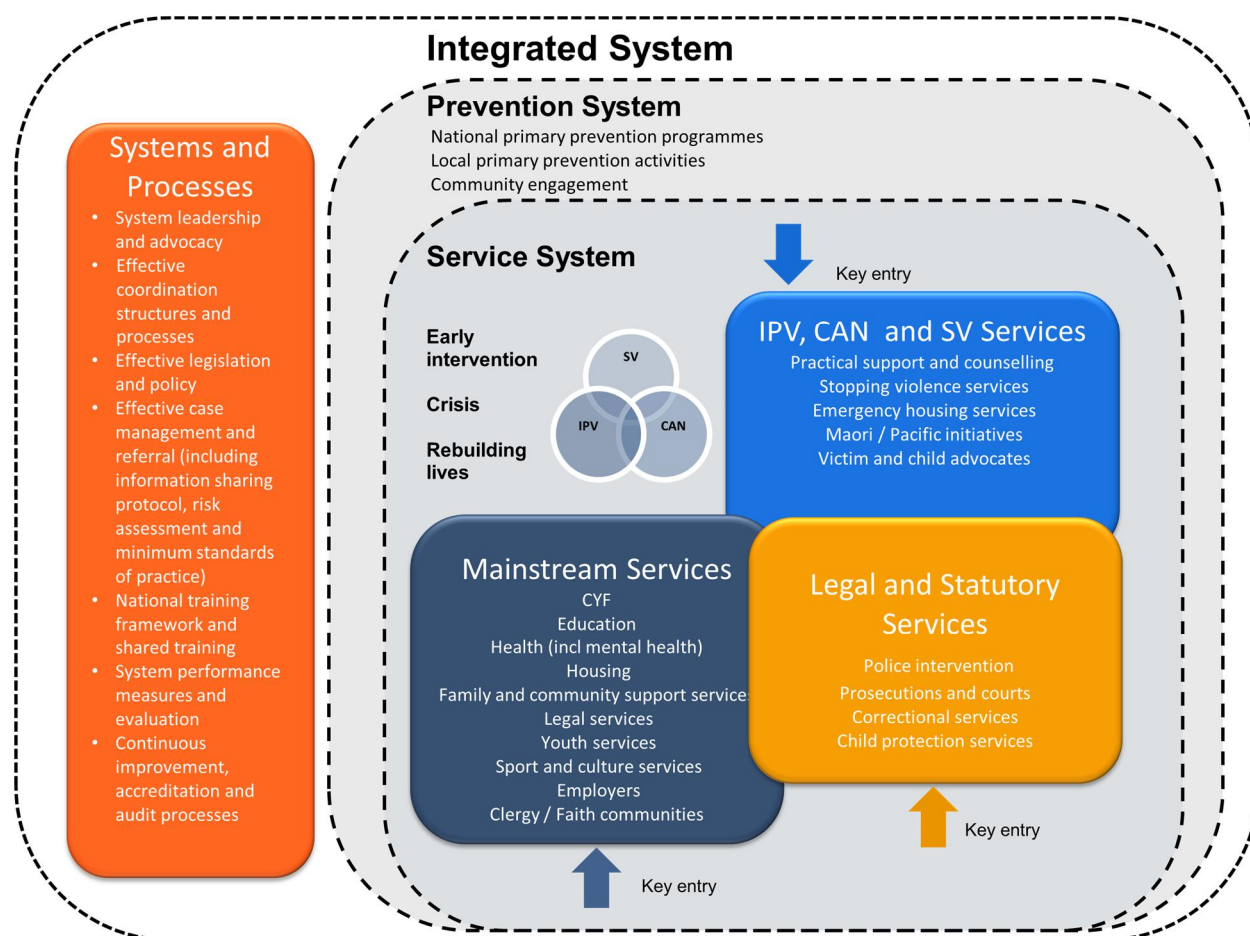 Integrated System
Prevention System
National primary prevention programmes
Local primary prevention activities
Community engagement
Systems and
Processes
• System leadership
and advocacy
• Effective
coordination
structures and
processes
• Effective legislation
and policy
• Effective case
management and
referral (including
information sharing
protocol, risk
assessment and
minimum standards
of practice)
• National training
framework and
shared training
• System performance
measures and
evaluation
• Continuous
improvement,
accreditation and
audit processes
Service System
Key entry
Early
intervention
Crisis
Rebuilding
lives
SV
IPV
CAN
IPV, CAN and SV Services
Practical support and counselling
Stopping violence services
Emergency housing services
Maori / Pacific initiatives
Victim and child advocates
Mainstream Services
CYF
Education
Health (incl mental health)
Housing
Family and community support services
Legal services
Youth services
Sport and culture services
Employers
Clergy / Faith communities
Key entry
Legal and Statutory
Services
Police intervention
Prosecutions and courts
Correctional services
Child protection services
Key entry